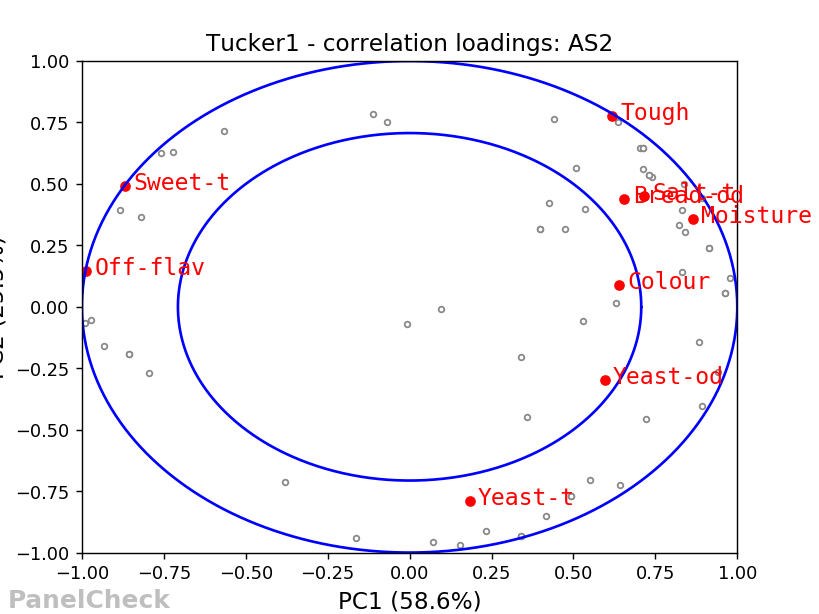 Tucker1 - correlation loadings: AS2
1.00
0.75
0.50
0.25
0.00
−0.25
−0.50
−0.75
−1.00
Tough
Sweet-t
Salt-t
Bread-od
Moisture
Off-flav
Colour
Yeast-od
Yeast-t
−1.00 −0.75 −0.50 −0.25 0.00 0.25 0.50 0.75 1.00
PC1 (58.6%)
PanelCheck